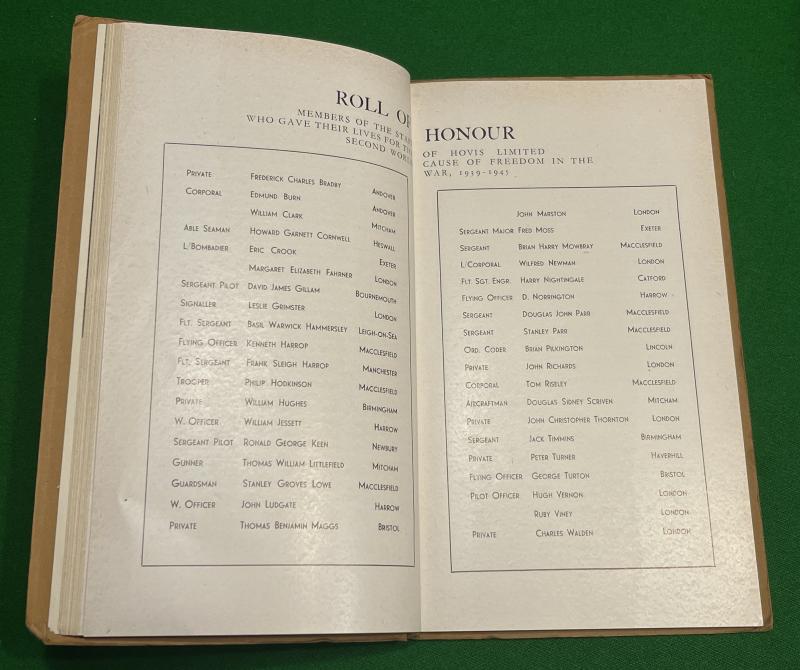 ROLL OF
MEMBERS OF THE STAFF
WHO GAVE THEIR LIVES FOR THE
SECOND WORLD
PRIVATE FREDERICK CHARLES BRADBY ANDOVER
CORPORAL EDMUND BURN ANDOVER
WILLIAM CLARK MITCHAM
ABLE SEAMAN HOWARD GARNETT CORNWELL HESWALL
L/BOMBADIER ERIC CROOK EXETER
MARGARET ELIZABETH FAHRNER LONDON
SERGEANT PILOT DAVID JAMES GILLAM BOURNEMOUTH
SIGNALLER LESLIE GRIMSTER LONDON
FLT. SERGEANT BASIL WARWICK HAMMERSLEY LEIGH-ON-SEA
FLYING OFFICER KENNETH HARROP MACCLESFIELD
FLT. SERGEANT FRANK SLEIGH HARROP MANCHESTER
TROOPER PHILIP HODKINSON MACCLESFIELD
PRIVATE WILLIAM HUGHES BIRMINGHAM
W. OFFICER WILLIAM JESSETT HARROW
SERGEANT PILOT RONALD GEORGE KEEN NEWBURY
GUNNER THOMAS WILLIAM LITTLEFIELD MITCHAM
GUARDSMAN STANLEY GROVES LOWE MACCLESFIELD
W. OFFICER JOHN LUDGATE HARROW
PRIVATE THOMAS BENJAMIN MAGGS BRISTOL
HONOUR
OF HOVIS LIMITED
CAUSE OF FREEDOM IN THE
WAR, 1939-1945
JOHN MARSTON LONDON
SERGEANT MAJOR FRED MOSS EXETER
SERGEANT BRIAN HARRY MOWBRAY MACCLESFIELD
L/CORPORAL WILFRED NEWMAN LONDON
FLT. SGT. ENGR. HARRY NIGHTINGALE CATFORD
FLYING OFFICER D. NORRINGTON HARROW
SERGEANT DOUGLAS JOHN PARR MACCLESFIELD
SERGEANT STANLEY PARR MACCLESFIELD
ORD. CODER BRIAN PILKINGTON LINCOLN
PRIVATE JOHN RICHARDS LONDON
CORPORAL TOM RISELEY MACCLESFIELD
AIRCRAFTMAN DOUGLAS SIDNEY SCRIVEN MITCHAM
PRIVATE JOHN CHRISTOPHER THORNTON LONDON
SERGEANT JACK TIMMINS BIRMINGHAM
PRIVATE PETER TURNER HAVERHILL
FLYING OFFICER GEORGE TURTON BRISTOL
PILOT OFFICER HUGH VERNON LONDON
RUBY VINEY LONDON
PRIVATE CHARLES WALDEN LONDON